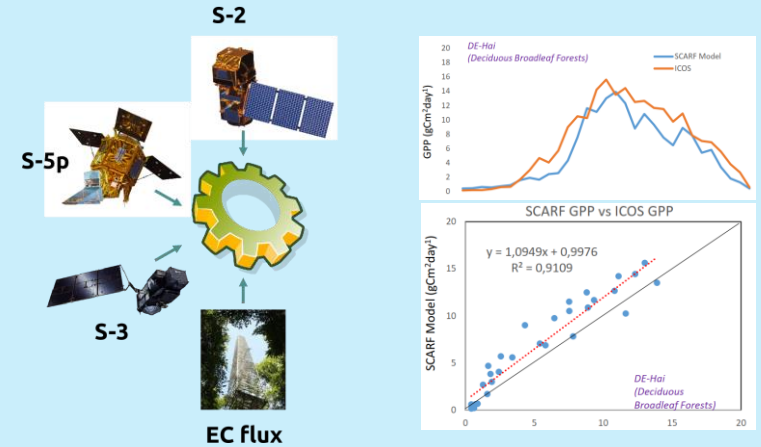 S-2
S-5p
S-3
EC flux
20
18
16
14
12
10
8
6
4
2
0
GPP (gCm²day¹)
DE-Hai
(Deciduous Broadleaf Forests)
SCARF Model
ICOS
SCARF GPP vs ICOS GPP
20
15
10
5
0
SCARF Model (gCm²day¹)
y = 1,0949x + 0,9976
R² = 0,9109
DE-Hai
(Deciduous
Broadleaf Forests)
0
5
10
15
20